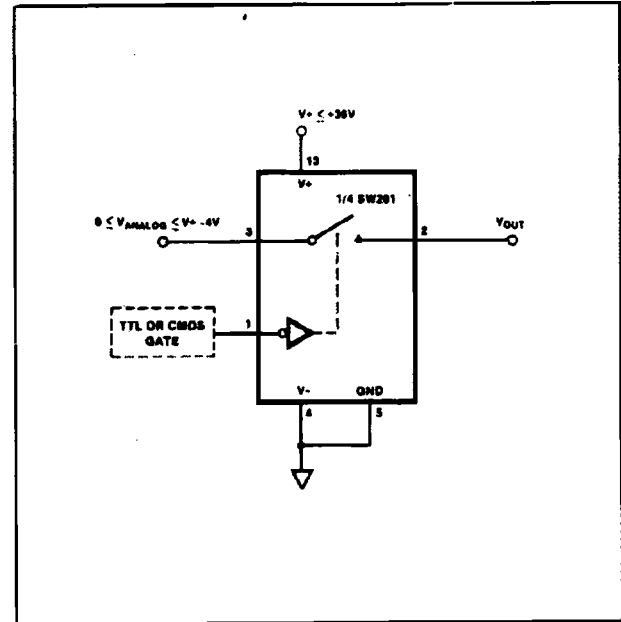 V+ ≤ +36V
13
V+
1/4 SW201
0 ≤ VANALOG ≤ V+ -4V
3
2
VOUT
TTL OR CMOS
GATE
1
V-
GND
4
5